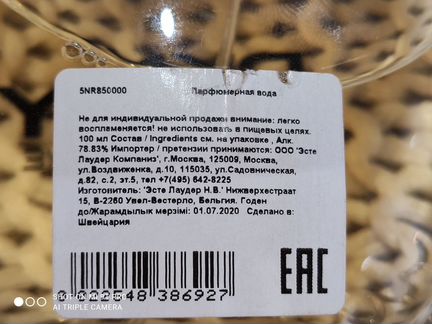 5NR850000 Парфюмерная вода
Не для индивидуальной продажи внимание: легко
воспламеняется! не использовать в пищевых целях.
100 мл Состав / Ingredients см. на упаковке , Алк.
78.83% Импортер / претензии принимаются: ООО 'Эсте
Лаудер Компаниз', г.Москва, 125009, Москва,
ул.Воздвиженка, д.10, 115035, ул.Садовническая,
д.82, с.2, эт.5, тел +7(495) 642-8225
Изготовитель: 'Эсте Лаудер Н.В.' Нижверхестраат
15, В-2260 Увел-Вестерло, Бельгия. Годен
до/Жарамдылык мерзімі: 01.07.2020 Сделано в:
Швейцария
386927
EAC
AI TRIPLE CAMERA